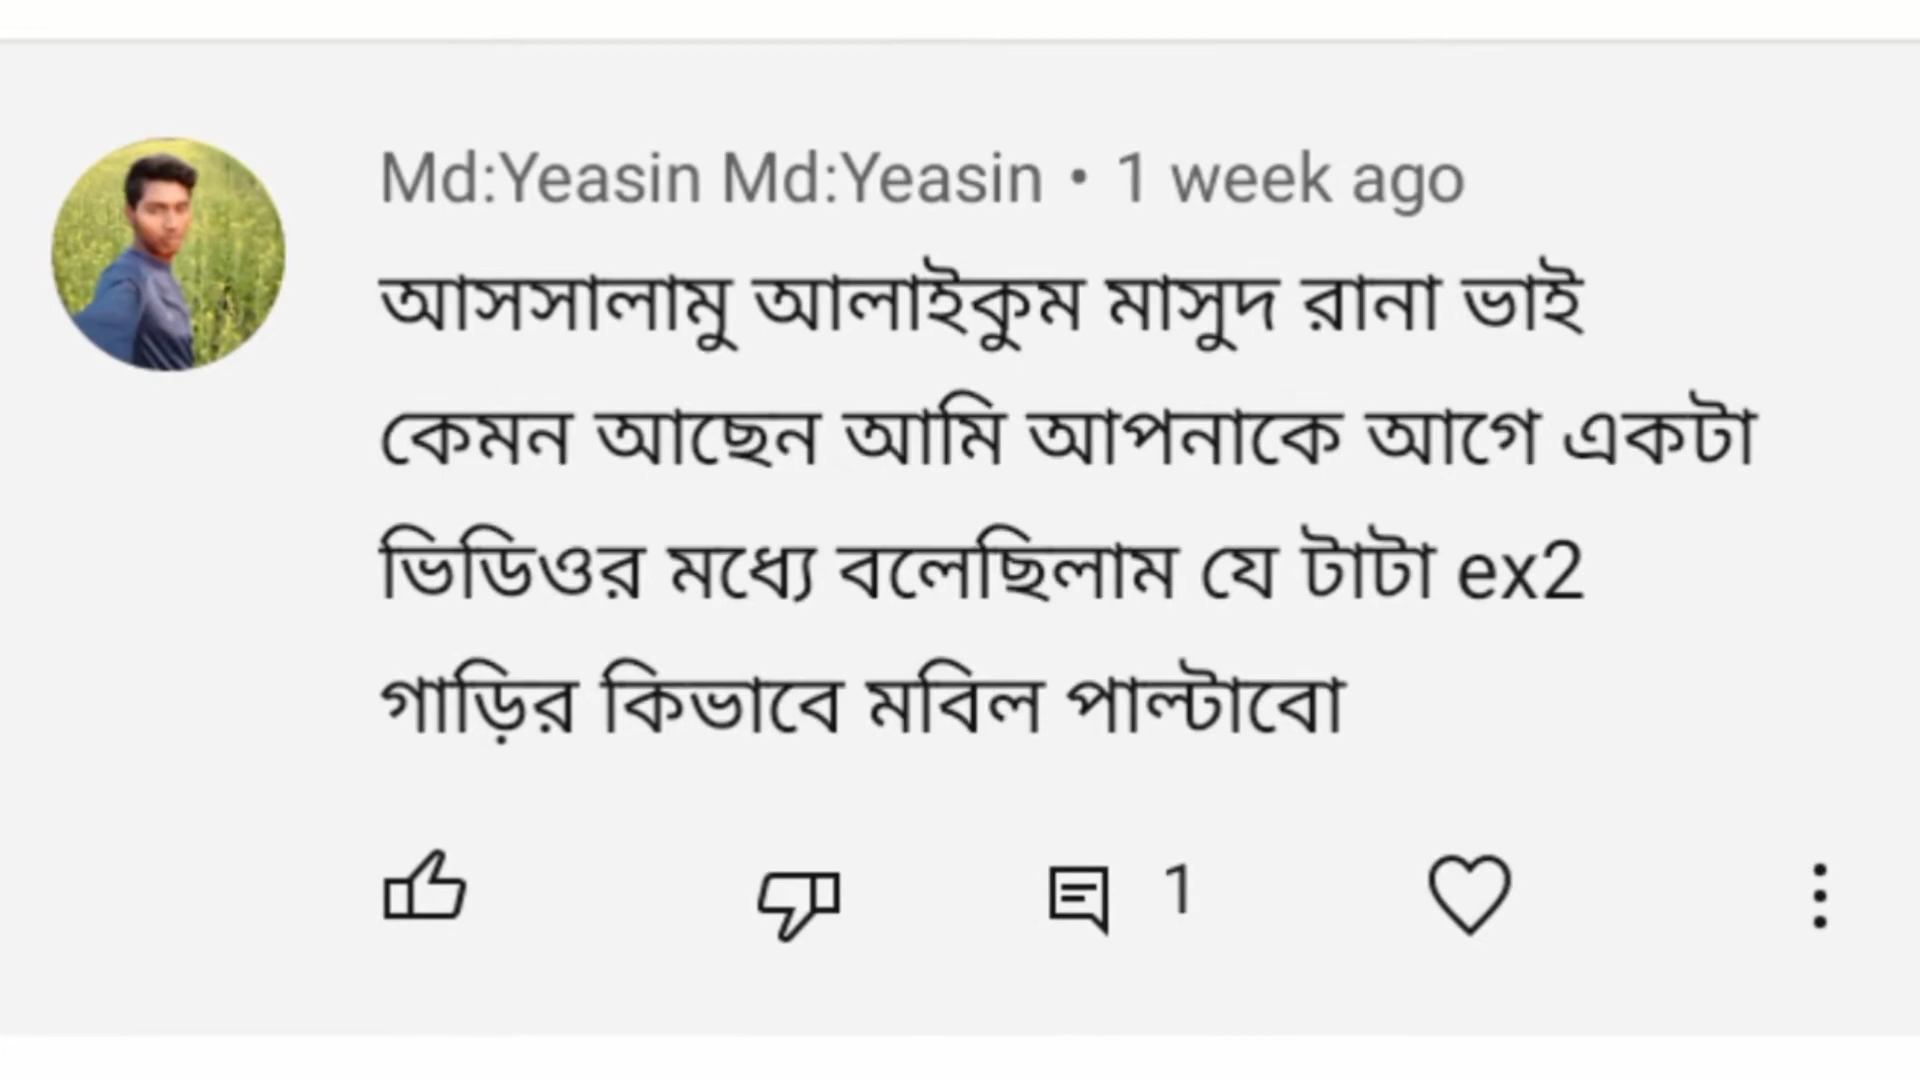 Md:Yeasin Md:Yeasin • 1 week ago
আসসালামু আলাইকুম মাসুদ রানা ভাই
কেমন আছেন আমি আপনাকে আগে একটা
ভিডিওর মধ্যে বলেছিলাম যে টাটা ex2
গাড়ির কিভাবে মবিল পাল্টাবো
1